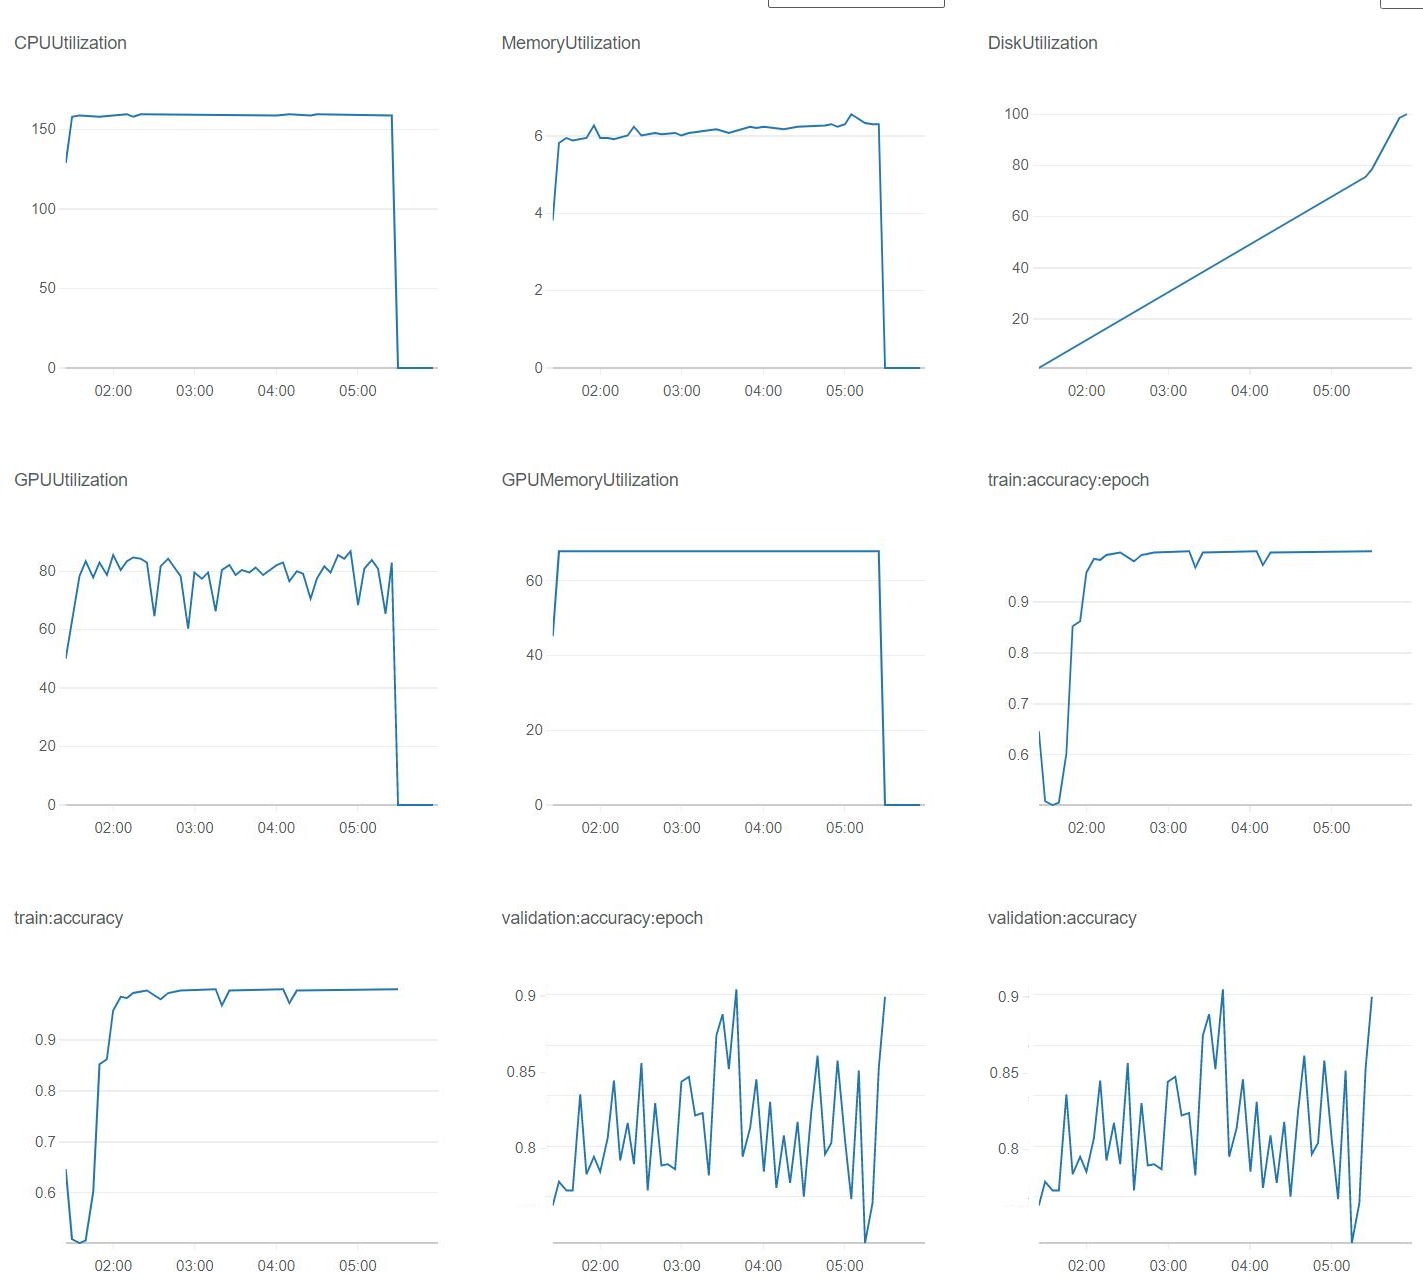 CPUUtilization
150
100
50
0
02:00 03:00 04:00 05:00
MemoryUtilization
6
4
2
0
02:00 03:00 04:00 05:00
DiskUtilization
100
80
60
40
20
02:00 03:00 04:00 05:00
GPUUtilization
80
60
40
20
0
02:00 03:00 04:00 05:00
GPUMemoryUtilization
60
40
20
0
02:00 03:00 04:00 05:00
train:accuracy:epoch
0.9
0.8
0.7
0.6
02:00 03:00 04:00 05:00
train:accuracy
0.9
0.8
0.7
0.6
02:00 03:00 04:00 05:00
validation:accuracy:epoch
0.9
0.85
0.8
02:00 03:00 04:00 05:00
validation:accuracy
0.9
0.85
0.8
02:00 03:00 04:00 05:00